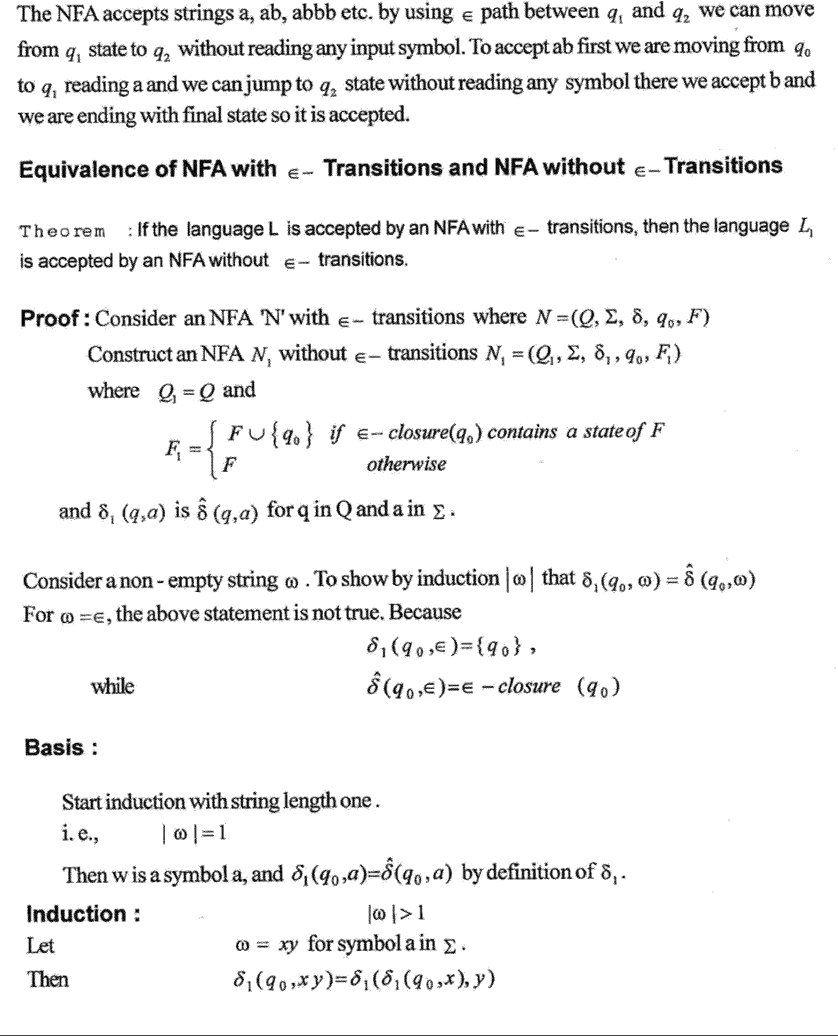 The NFA accepts strings a, ab, abbb etc. by using ∈ path between q₁ and q₂ we can move
from q₁ state to q₂ without reading any input symbol. To accept ab first we are moving from q₀
to q₁ reading a and we can jump to q₂ state without reading any symbol there we accept b and
we are ending with final state so it is accepted.
Equivalence of NFA with ∈– Transitions and NFA without ∈–Transitions
Theorem : If the language L is accepted by an NFA with ∈– transitions, then the language L₁
is accepted by an NFA without ∈– transitions.
Proof : Consider an NFA 'N' with ∈– transitions where N =(Q, Σ, δ, q₀, F)
Construct an NFA N₁ without ∈– transitions N₁ =(Q₁, Σ, δ₁, q₀, F₁)
where Q₁ = Q and
F₁ = { F ∪ {q₀} if ∈– closure(q₀) contains a state of F
F otherwise
and δ₁ (q,a) is δ̂ (q,a) for q in Q and a in Σ .
Consider a non - empty string ω . To show by induction |ω| that δ₁(q₀, ω) = δ̂ (q₀,ω)
For ω =∈, the above statement is not true. Because
δ₁(q₀,∈)={q₀} ,
while δ̂(q₀,∈)=∈ – closure (q₀)
Basis :
Start induction with string length one .
i. e., | ω |=1
Then w is a symbol a, and δ₁(q₀,a)=δ̂(q₀,a) by definition of δ₁ .
Induction : |ω |>1
Let ω = xy for symbol a in Σ .
Then δ₁(q₀,xy)=δ₁(δ₁(q₀,x),y)